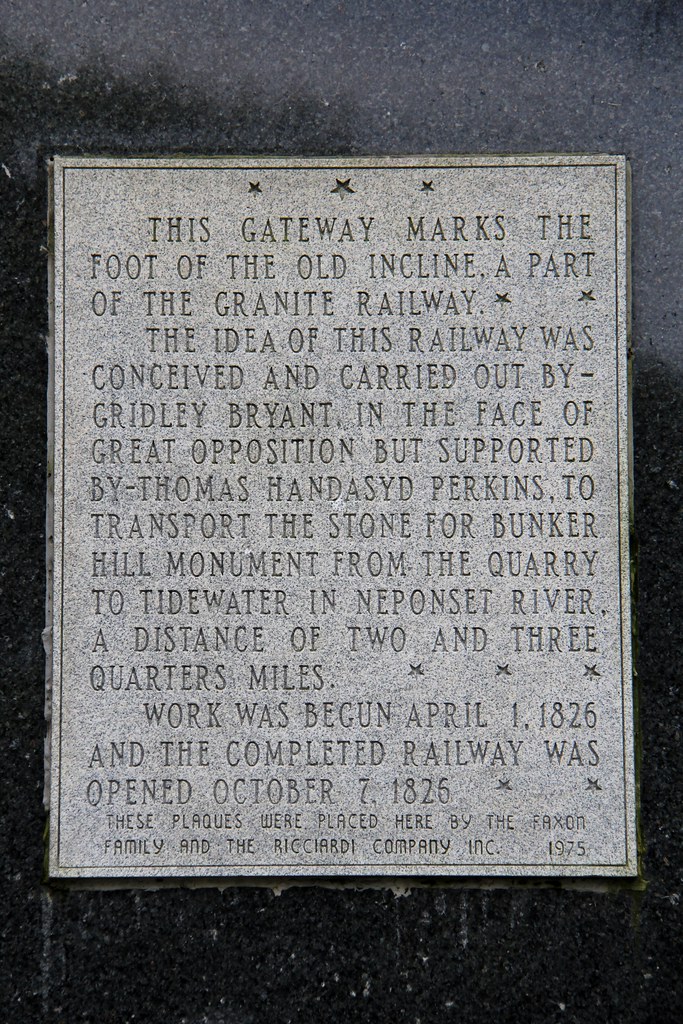 THIS GATEWAY MARKS THE
FOOT OF THE OLD INCLINE, A PART
OF THE GRANITE RAILWAY.
THE IDEA OF THIS RAILWAY WAS
CONCEIVED AND CARRIED OUT BY-
GRIDLEY BRYANT, IN THE FACE OF
GREAT OPPOSITION BUT SUPPORTED
BY-THOMAS HANDASYD PERKINS, TO
TRANSPORT THE STONE FOR BUNKER
HILL MONUMENT FROM THE QUARRY
TO TIDEWATER IN NEPONSET RIVER,
A DISTANCE OF TWO AND THREE
QUARTERS MILES.
WORK WAS BEGUN APRIL 1, 1826
AND THE COMPLETED RAILWAY WAS
OPENED OCTOBER 7, 1826
THESE PLAQUES WERE PLACED HERE BY THE FAXON
FAMILY AND THE RICCIARDI COMPANY INC. 1975